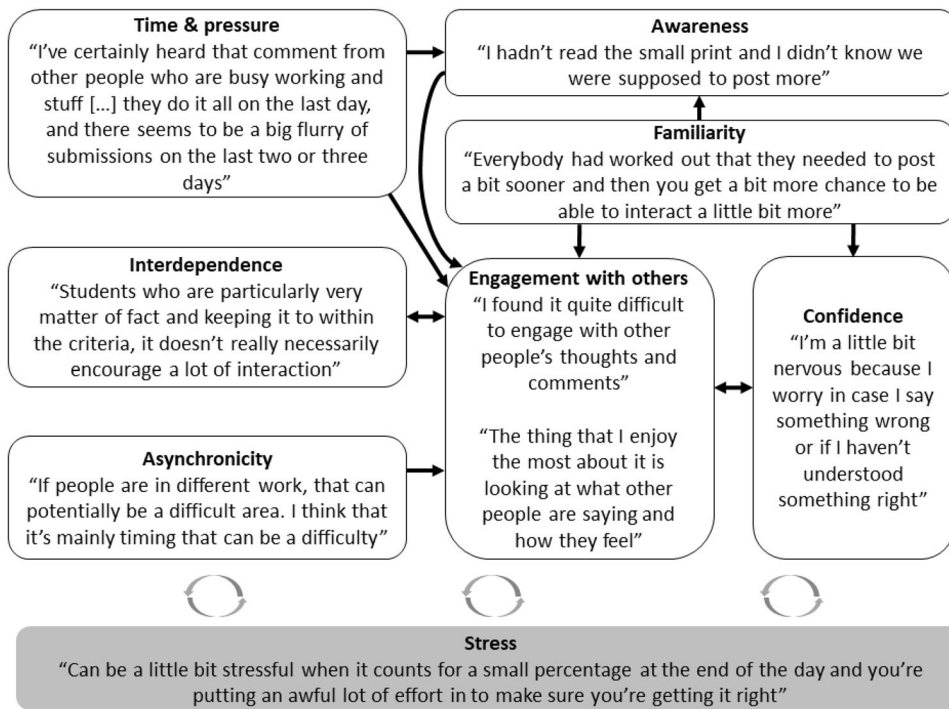 Time & pressure
“I’ve certainly heard that comment from
other people who are busy working and
stuff [...] they do it all on the last day,
and there seems to be a big flurry of
submissions on the last two or three
days”
Awareness
“I hadn’t read the small print and I didn’t know we
were supposed to post more”
Familiarity
“Everybody had worked out that they needed to post
a bit sooner and then you get a bit more chance to be
able to interact a little bit more”
Interdependence
“Students who are particularly very
matter of fact and keeping it to within
the criteria, it doesn’t really necessarily
encourage a lot of interaction”
Engagement with others
“I found it quite difficult
to engage with other
people’s thoughts and
comments”
“The thing that I enjoy
the most about it is
looking at what other
people are saying and
how they feel”
Confidence
“I’m a little bit
nervous because I
worry in case I say
something wrong
or if I haven’t
understood
something right”
Asynchronicity
“If people are in different work, that can
potentially be a difficult area. I think that
it’s mainly timing that can be a difficulty”
Stress
“Can be a little bit stressful when it counts for a small percentage at the end of the day and you’re
putting an awful lot of effort in to make sure you’re getting it right”